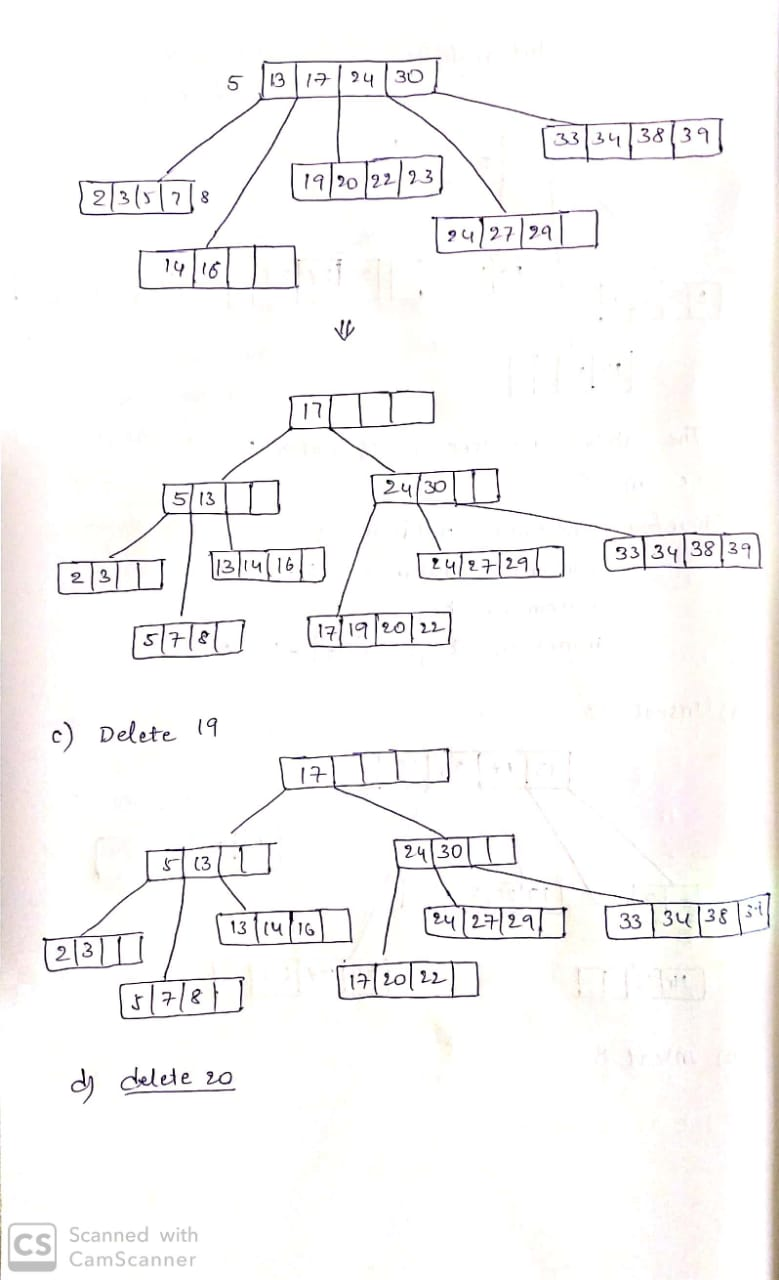 5 13 17 24 30
33 34 38 39
19 20 22 23
2 3 5 7 8
24 27 29
14 16
17
5 13
24 30
33 34 38 39
2 3
13 14 16
24 27 29
5 7 8
17 19 20 22
c) Delete 19
17
5 13
24 30
13 14 16
24 27 29
33 34 38
2 3
17 20 22
5 7 8
d) delete 20
CS Scanned with
CamScanner